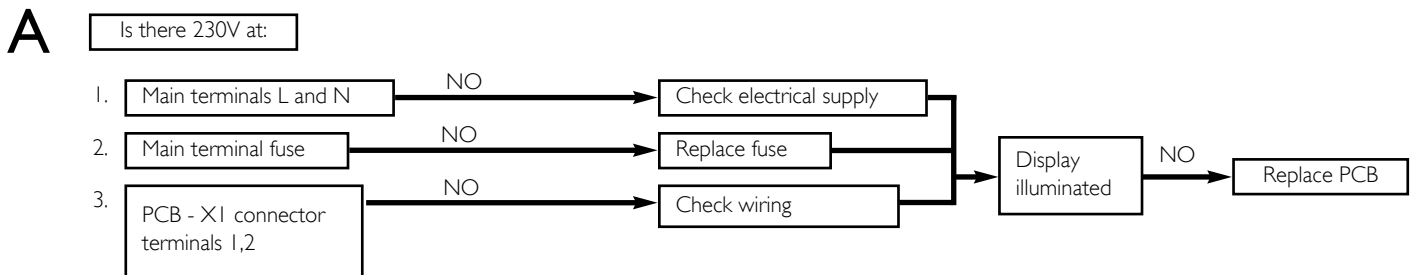 A
Is there 230V at:
1. Main terminals L and N
NO
Check electrical supply
2. Main terminal fuse
NO
Replace fuse
3. PCB - X1 connector
terminals 1,2
NO
Check wiring
Display
illuminated
NO
Replace PCB